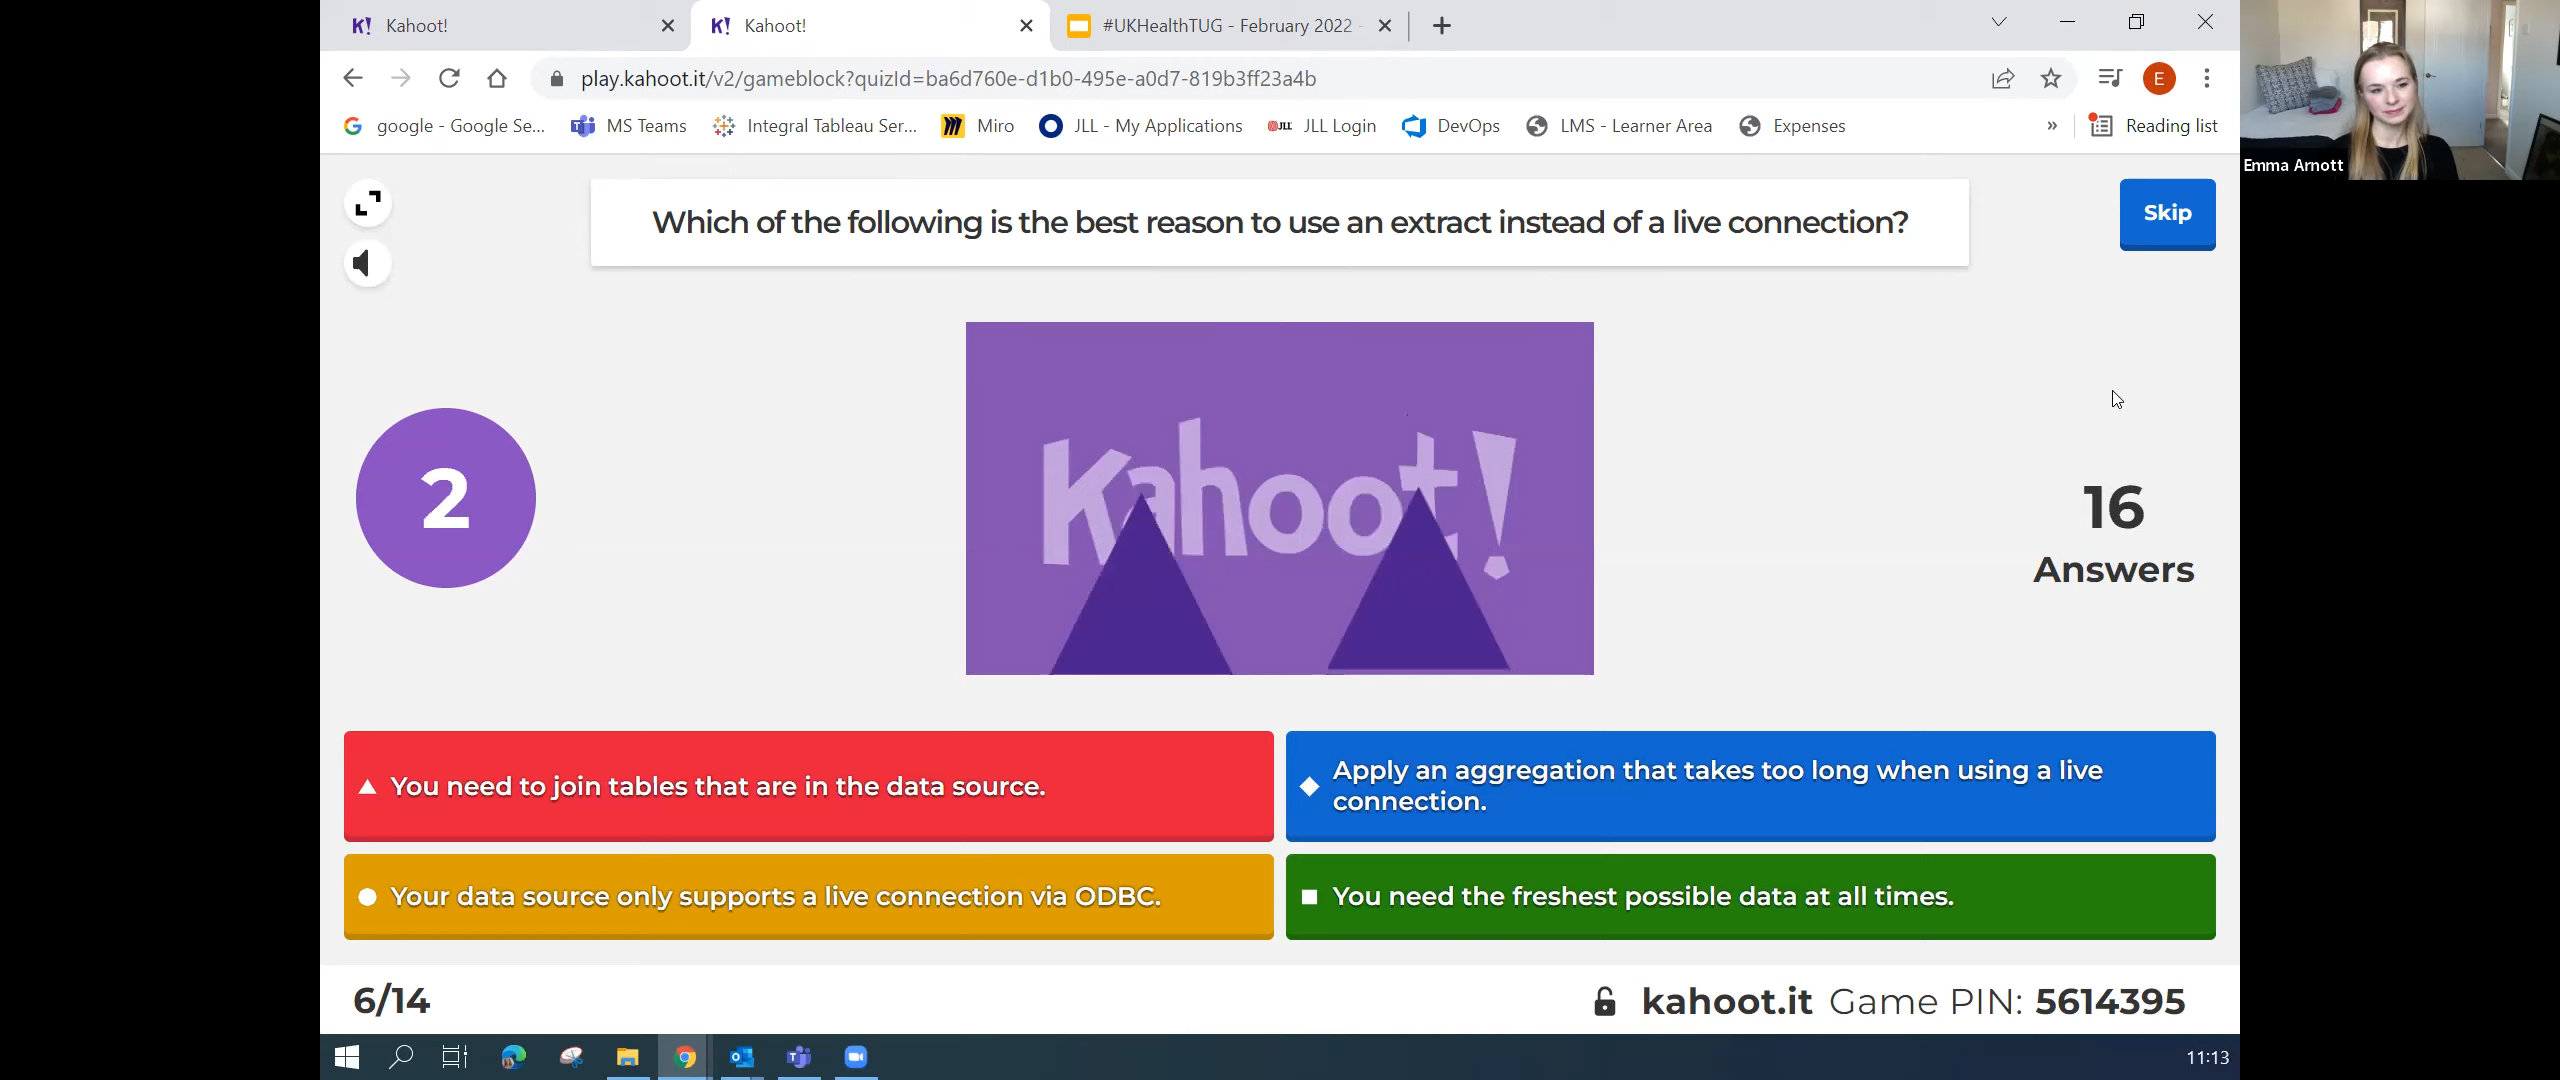 Kahoot!
Kahoot!
#UKHealthTUG - February 2022 -
play.kahoot.it/v2/gameblock?quizId=ba6d760e-d1b0-495e-a0d7-819b3ff23a4b
E
google - Google Se...
MS Teams
Integral Tableau Ser...
Miro
JLL - My Applications
JLL Login
DevOps
LMS - Learner Area
Expenses
»
Reading list
Emma Arnott
Which of the following is the best reason to use an extract instead of a live connection?
Skip
2
Kahoot!
16
Answers
You need to join tables that are in the data source.
Apply an aggregation that takes too long when using a live
connection.
Your data source only supports a live connection via ODBC.
You need the freshest possible data at all times.
6/14
kahoot.it Game PIN: 5614395
11:13